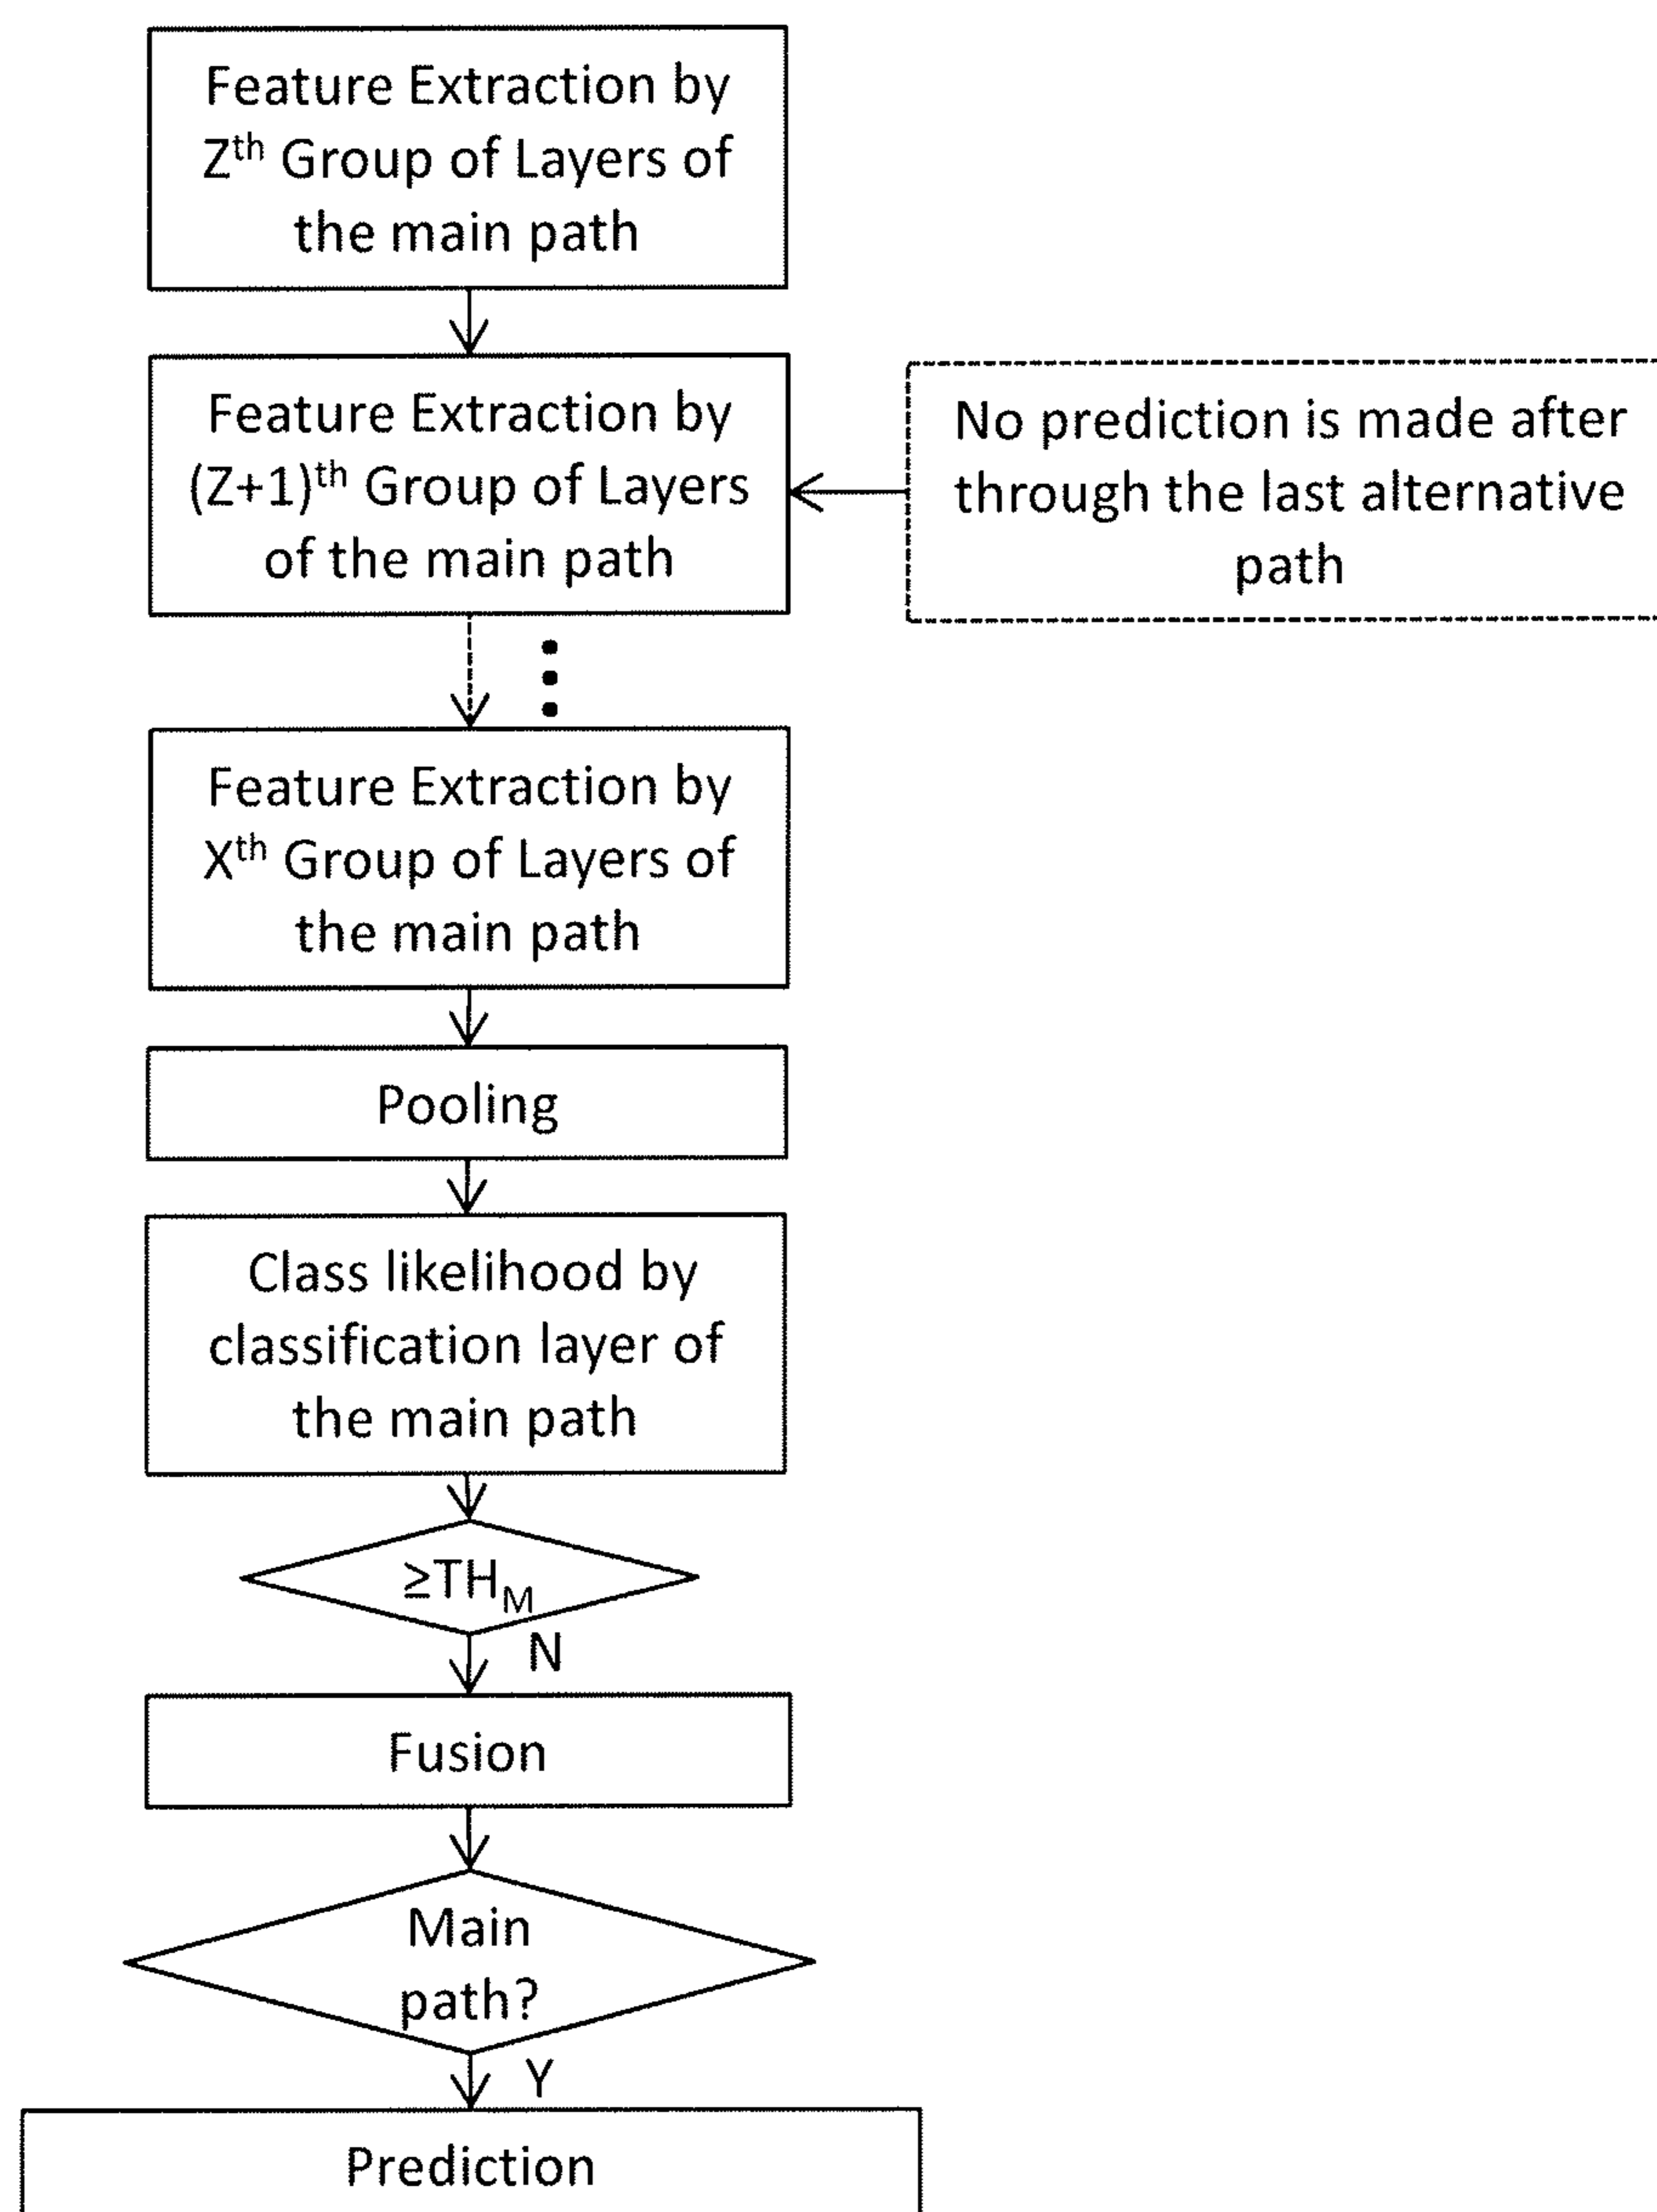 Feature Extraction by
Zth Group of Layers of
the main path
Feature Extraction by
(Z+1)th Group of Layers
of the main path
No prediction is made after
through the last alternative
path
Feature Extraction by
Xth Group of Layers of
the main path
Pooling
Class likelihood by
classification layer of
the main path
≥THM
N
Fusion
Main
path?
Y
Prediction